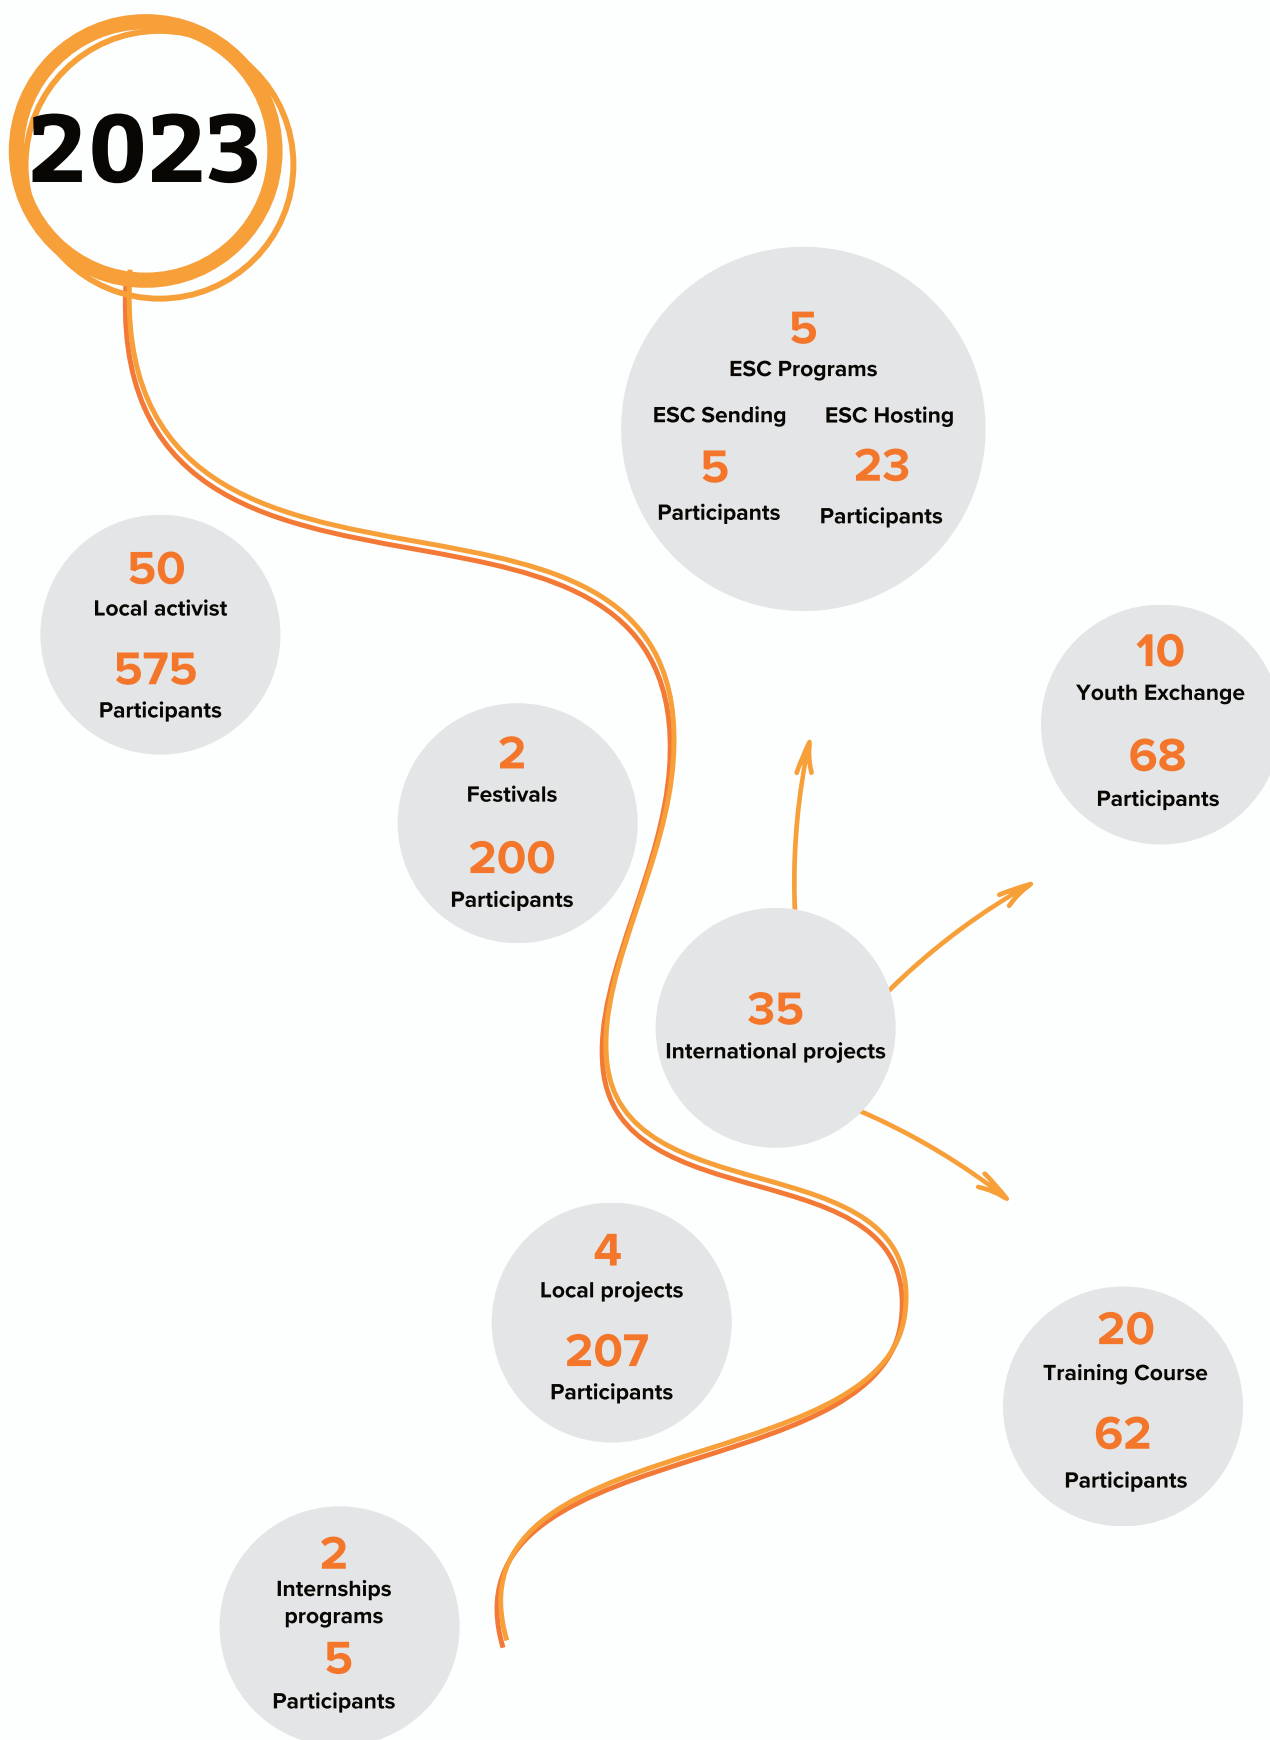 2023
5
ESC Programs
ESC Sending
5
Participants
ESC Hosting
23
Participants
50
Local activist
575
Participants
10
Youth Exchange
68
Participants
2
Festivals
200
Participants
35
International projects
4
Local projects
207
Participants
20
Training Course
62
Participants
2
Internships
programs
5
Participants